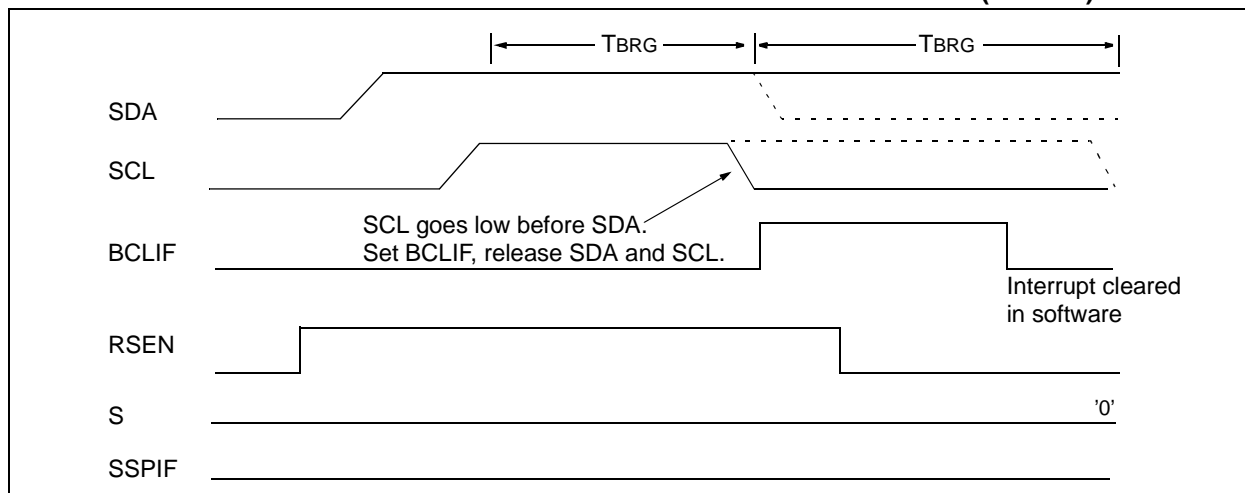 TBRG TBRG
SDA
SCL
SCL goes low before SDA.
Set BCLIF, release SDA and SCL.
BCLIF
Interrupt cleared
in software
RSEN
S '0'
SSPIF